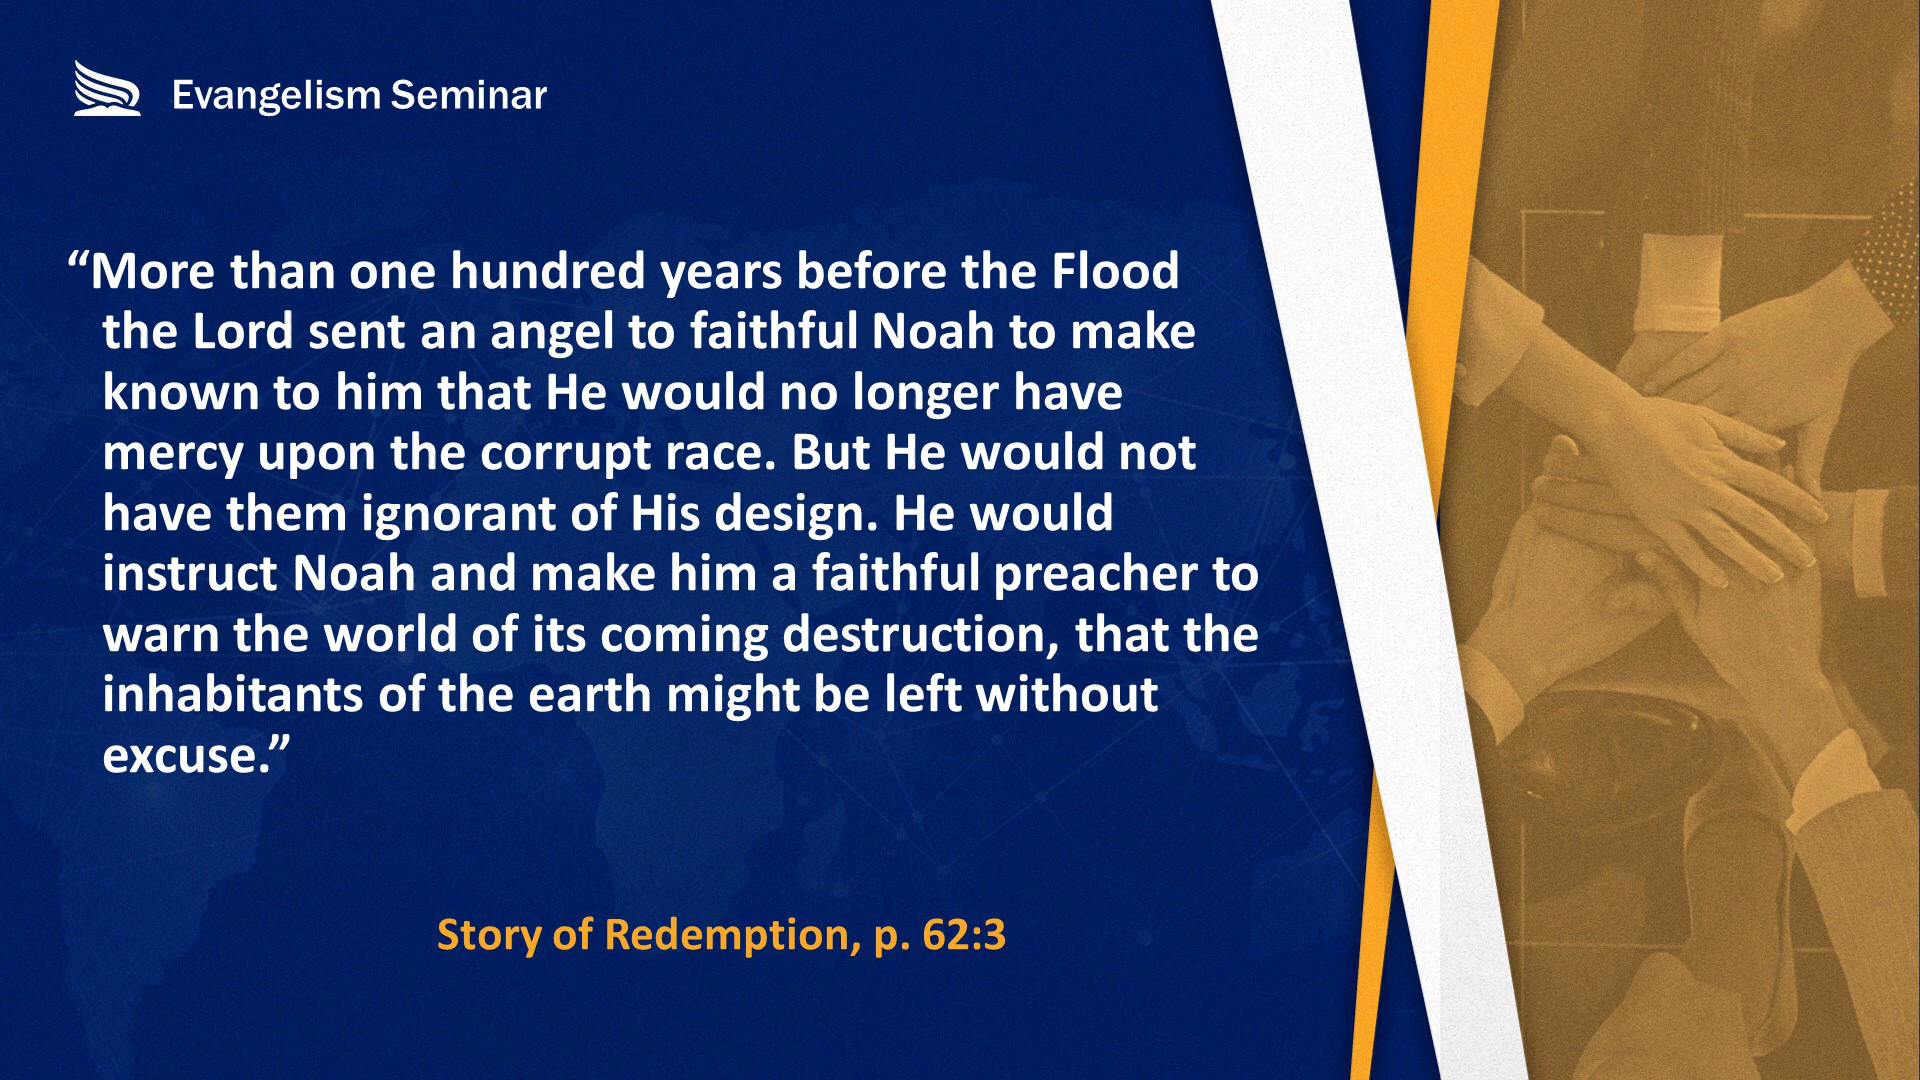 Evangelism Seminar
“More than one hundred years before the Flood
the Lord sent an angel to faithful Noah to make
known to him that He would no longer have
mercy upon the corrupt race. But He would not
have them ignorant of His design. He would
instruct Noah and make him a faithful preacher to
warn the world of its coming destruction, that the
inhabitants of the earth might be left without
excuse.”
Story of Redemption, p. 62:3